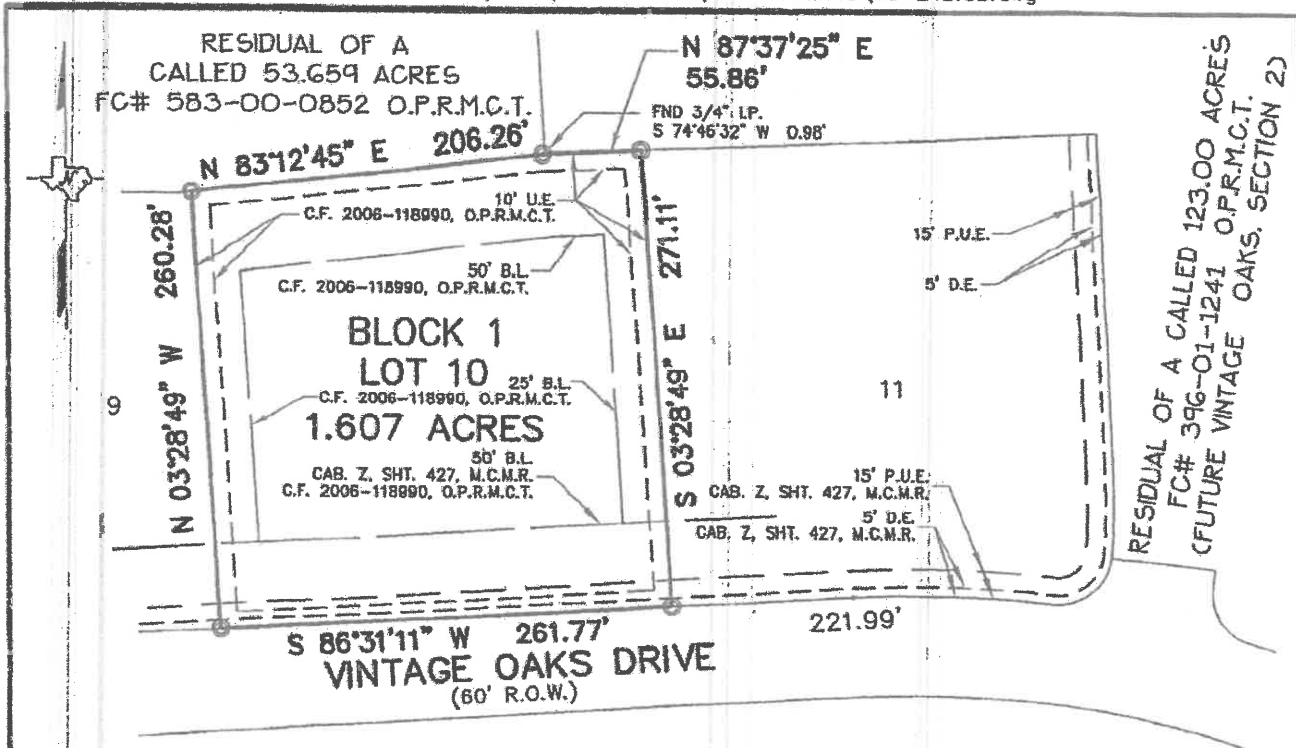 RESIDUAL OF A
CALLED 53.659 ACRES
FC# 583-00-0852 O.P.R.M.C.T.
N 87°37'25" E
55.86'
FND 3/4" I.P.
S 74°46'32" W 0.98'
N 83°12'45" E 206.26'
10' U.E.
C.F. 2006-118990, O.P.R.M.C.T.
N 03°28'49" W 260.28'
50' B.L.
C.F. 2006-118990, O.P.R.M.C.T.
BLOCK 1
LOT 10
25' B.L.
C.F. 2006-118990, O.P.R.M.C.T.
1.607 ACRES
50' B.L.
CAB. Z, SHT. 427, M.C.M.R.
C.F. 2006-118990, O.P.R.M.C.T.
S 03°28'49" E 271.11'
9
11
15' P.U.E.
5' D.E.
15' P.U.E.
CAB. Z, SHT. 427, M.C.M.R.
5' D.E.
CAB. Z, SHT. 427, M.C.M.R.
RESIDUAL OF A CALLED 123.00 ACRES
FC# 396-01-1241 O.P.R.M.C.T.
(FUTURE VINTAGE OAKS, SECTION 2)
S 86°31'11" W 261.77'
221.99'
VINTAGE OAKS DRIVE
(60' R.O.W.)